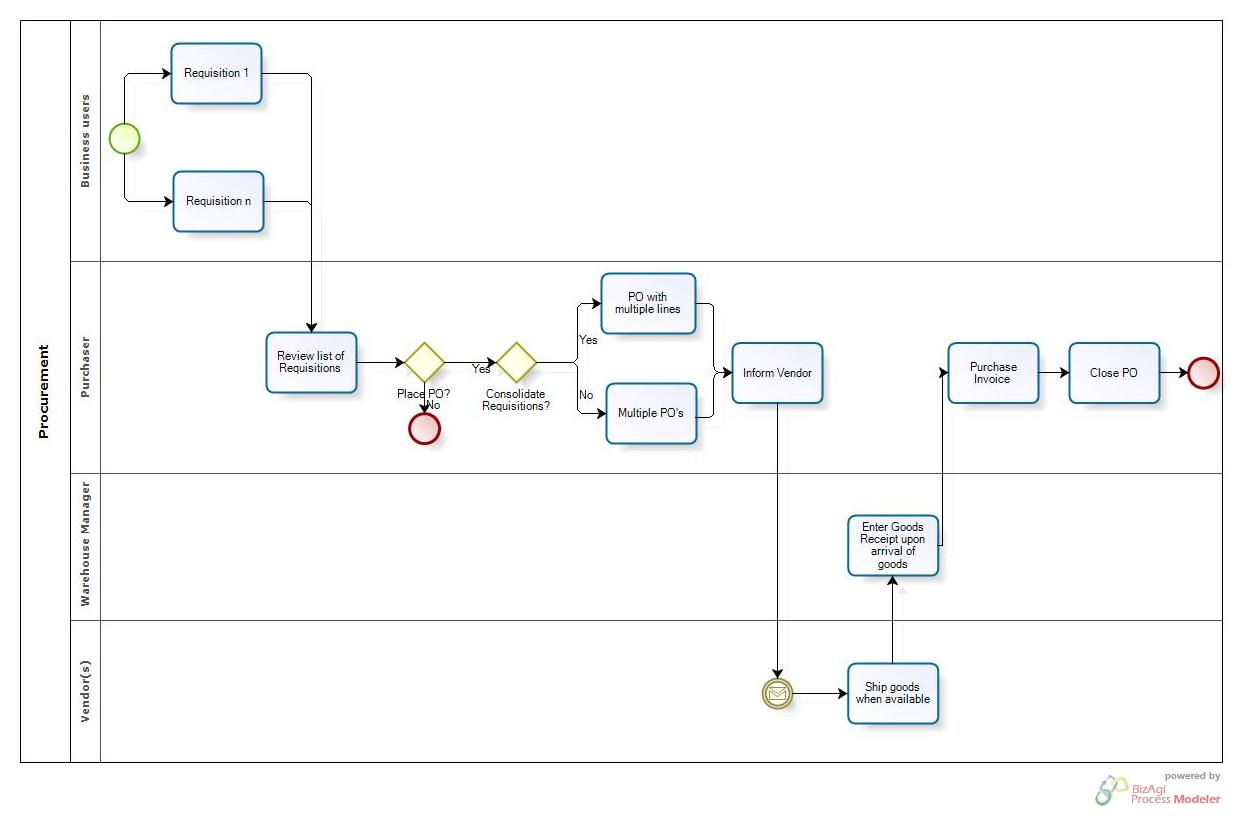 Procurement
Business users
Requisition 1
Requisition n
Purchaser
Review list of
Requisitions
Place PO?
No
Yes
Consolidate
Requisitions?
Yes
No
PO with
multiple lines
Multiple PO's
Inform Vendor
Purchase
Invoice
Close PO
Warehouse Manager
Enter Goods
Receipt upon
arrival of
goods
Vendor(s)
Ship goods
when available
powered by
BizAgi
Process Modeler